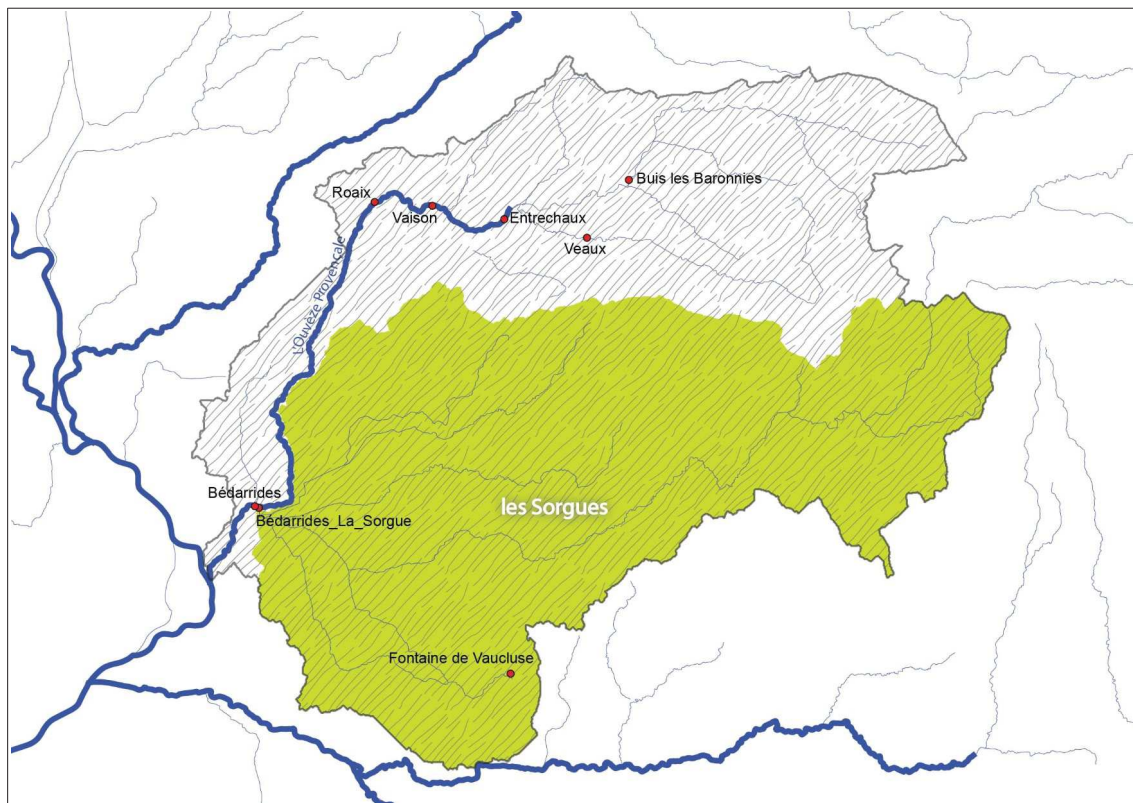 Buis les Baronnies
Roaix
Vaison
Entrechaux
Veaux
L'Ouvèze Provençale
Bédarrides
Bédarrides_La_Sorgue
les Sorgues
Fontaine de Vaucluse